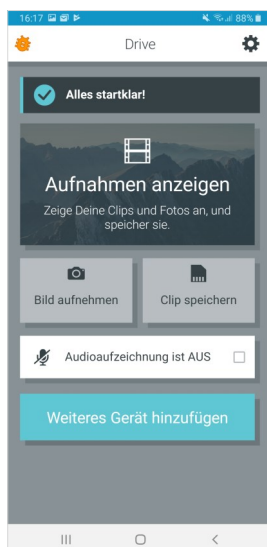 16:17 88%
Drive
Alles startklar!
Aufnahmen anzeigen
Zeige Deine Clips und Fotos an, und
speicher sie.
Bild aufnehmen Clip speichern
Audioaufzeichnung ist AUS
Weiteres Gerät hinzufügen